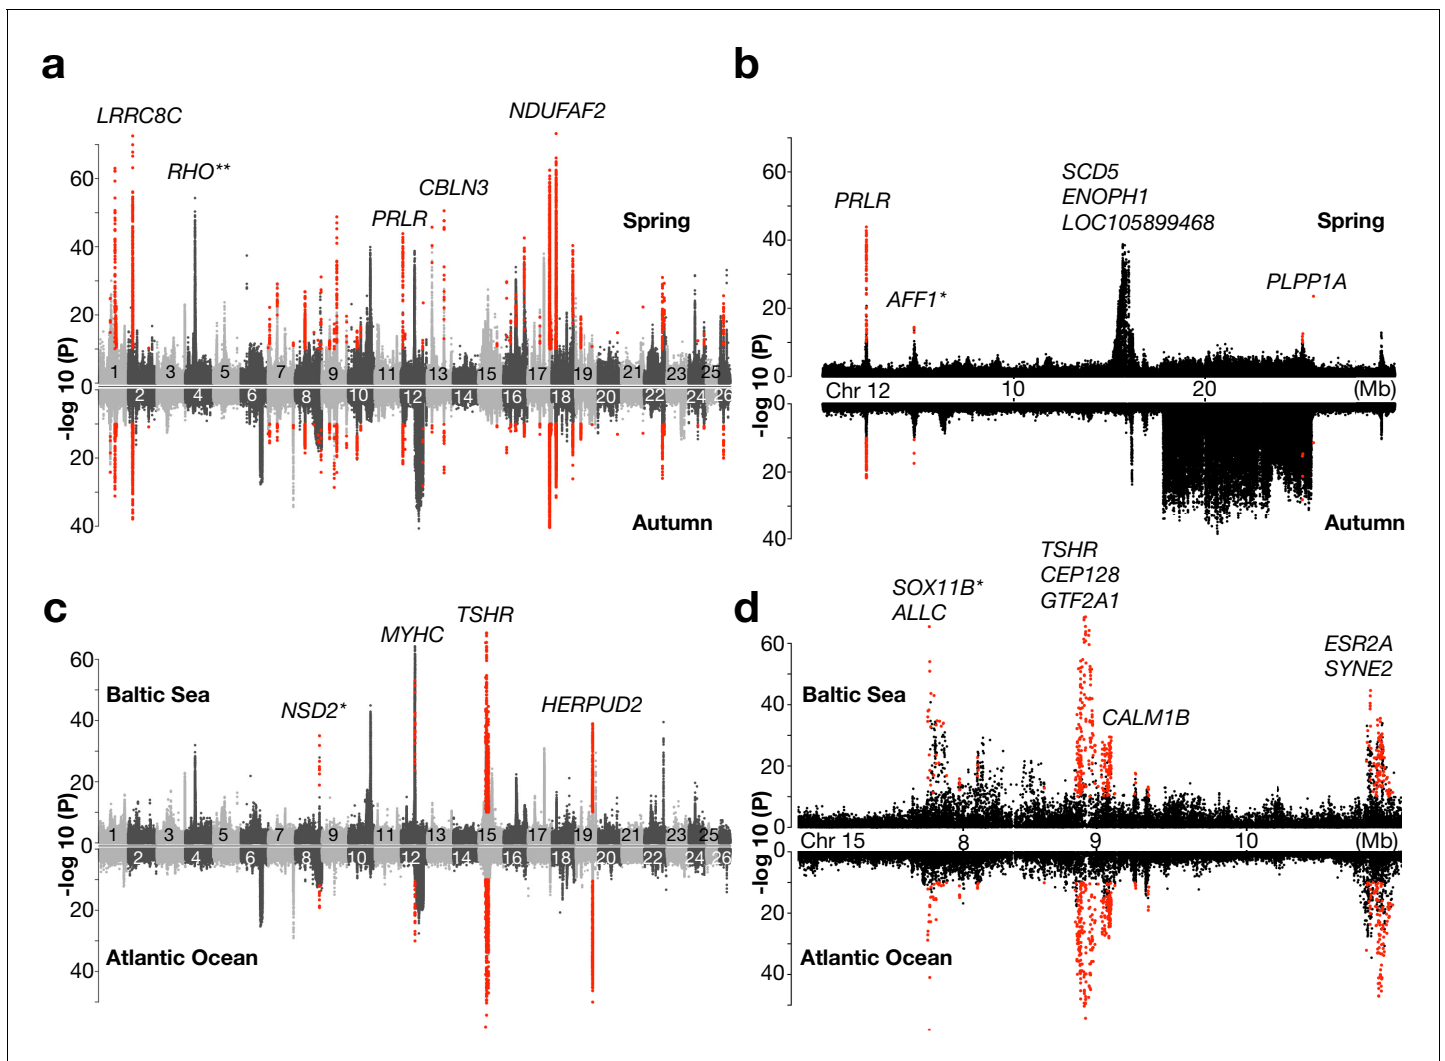 a
LRRC8C
RHO**
NDUFAF2
CBLN3
PRLR
Spring
60
40
20
0
-log 10 (P)
1 3 5 7 9 11 13 15 17 19 21 23 25
0
2 4 6 8 10 12 14 16 18 20 22 24 26
20
40
Autumn
b
60
40
20
0
-log 10 (P)
PRLR
AFF1*
SCD5
ENOPH1
LOC105899468
Spring
PLPP1A
Chr 12 10 20 (Mb)
0
20
40
Autumn
c
MYHC
TSHR
NSD2*
HERPUD2
Baltic Sea
60
40
20
0
-log 10 (P)
1 3 5 7 9 11 13 15 17 19 21 23 25
0
2 4 6 8 10 12 14 16 18 20 22 24 26
20
40
Atlantic Ocean
d
SOX11B*
ALLC
TSHR
CEP128
GTF2A1
CALM1B
ESR2A
SYNE2
Baltic Sea
60
40
20
0
-log 10 (P)
Chr 15 8 9 10 (Mb)
0
20
40
Atlantic Ocean